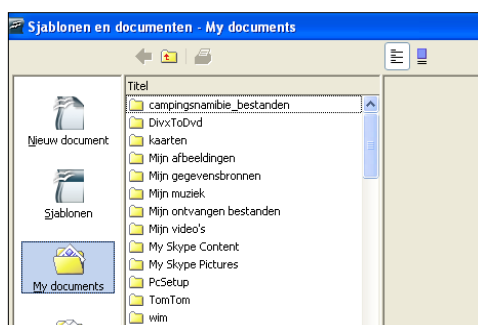 Sjablonen en documenten - My documents
Titel
Nieuw document
Sjablonen
My documents
campingsnamibie_bestanden
DivxToDvd
kaarten
Mijn afbeeldingen
Mijn gegevensbronnen
Mijn muziek
Mijn ontvangen bestanden
Mijn video's
My Skype Content
My Skype Pictures
PcSetup
TomTom
wim